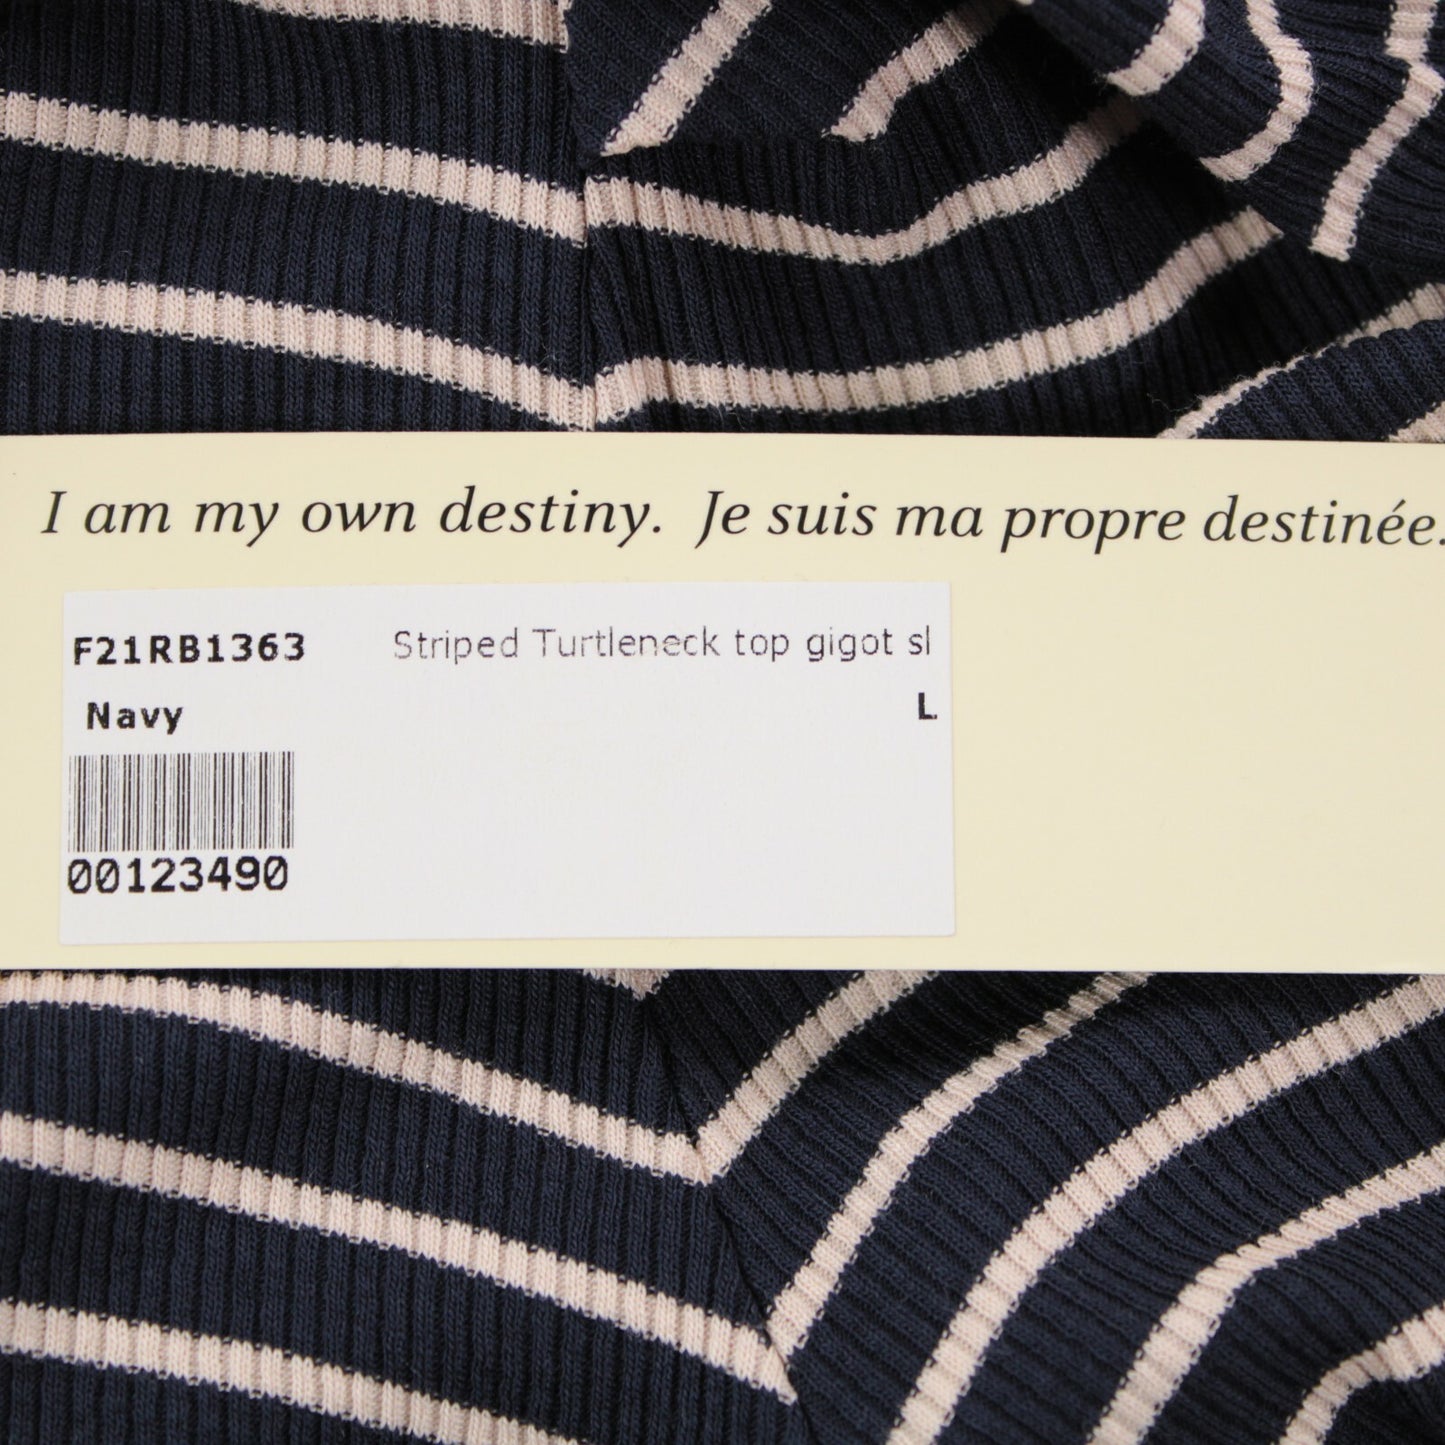 I am my own destiny. Je suis ma propre destinée.
F21RB1363 Striped Turtleneck top gigot sl
Navy L
00123490